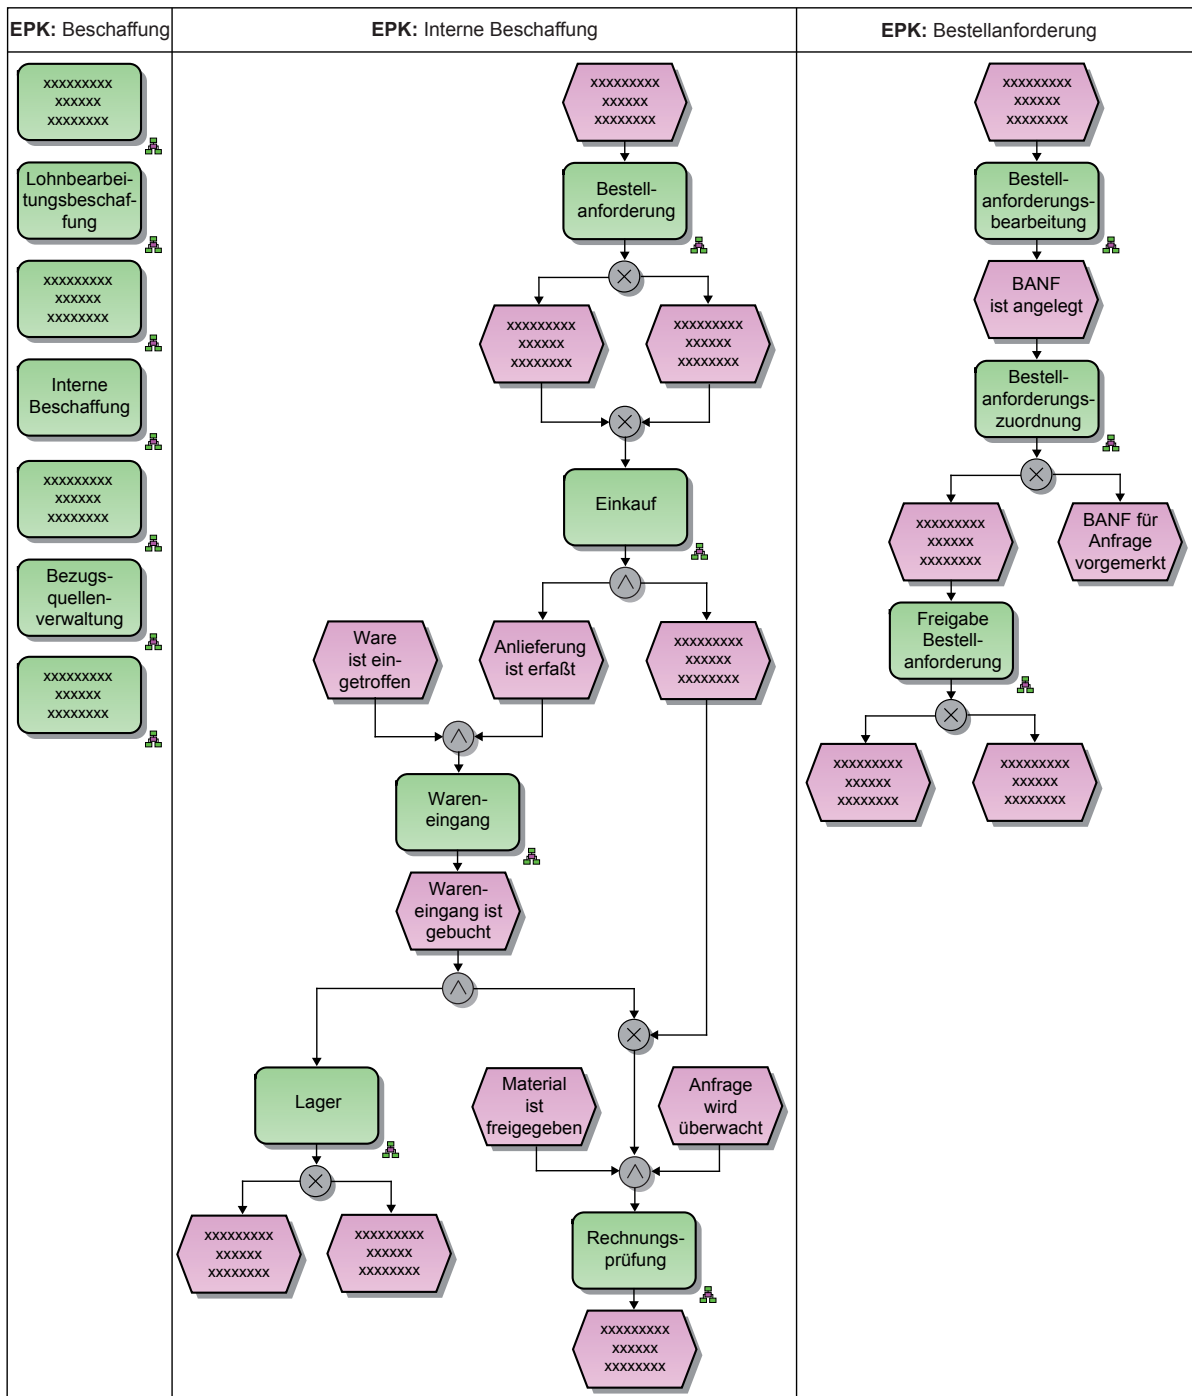 EPK: Beschaffung
xxxxxxxxx
xxxxxx
xxxxxxxx
Lohnbearbei-
tungsbeschaf-
fung
xxxxxxxxx
xxxxxx
xxxxxxxx
Interne
Beschaffung
xxxxxxxxx
xxxxxx
xxxxxxxx
Bezugs-
quellen-
verwaltung
xxxxxxxxx
xxxxxx
xxxxxxxx
EPK: Interne Beschaffung
xxxxxxxxx
xxxxxx
xxxxxxxx
Bestell-
anforderung
xxxxxxxxx
xxxxxx
xxxxxxxx
xxxxxxxxx
xxxxxx
xxxxxxxx
Einkauf
Ware
ist ein-
getroffen
Anlieferung
ist erfaßt
xxxxxxxxx
xxxxxx
xxxxxxxx
Waren-
eingang
Waren-
eingang ist
gebucht
Lager
Material
ist
freigegeben
Anfrage
wird
überwacht
xxxxxxxxx
xxxxxx
xxxxxxxx
xxxxxxxxx
xxxxxx
xxxxxxxx
Rechnungs-
prüfung
xxxxxxxxx
xxxxxx
xxxxxxxx
EPK: Bestellanforderung
xxxxxxxxx
xxxxxx
xxxxxxxx
Bestell-
anforderungs-
bearbeitung
BANF
ist angelegt
Bestell-
anforderungs-
zuordnung
xxxxxxxxx
xxxxxx
xxxxxxxx
BANF für
Anfrage
vorgemerkt
Freigabe
Bestell-
anforderung
xxxxxxxxx
xxxxxx
xxxxxxxx
xxxxxxxxx
xxxxxx
xxxxxxxx